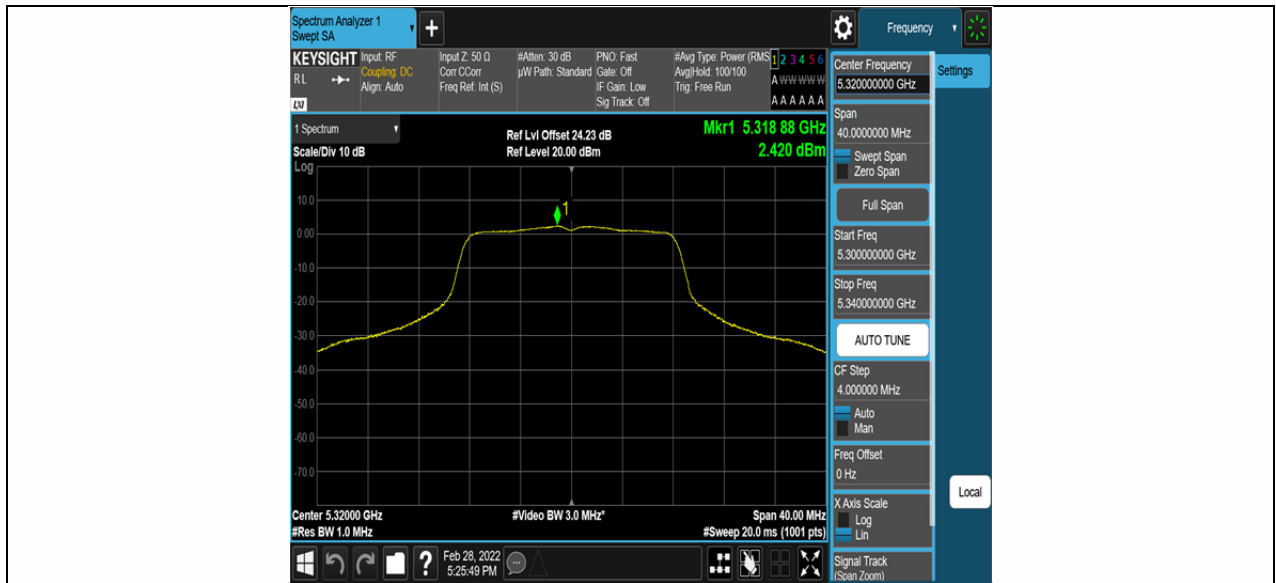 Spectrum Analyzer 1
Swept SA
+
Frequency
KEYSIGHT
RL
LXI
Input: RF
Coupling: DC
Align: Auto
Input Z: 50 Ω
Corr CCorr
Freq Ref: Int (S)
#Atten: 30 dB
µW Path: Standard
PNO: Fast
Gate: Off
IF Gain: Low
Sig Track: Off
#Avg Type: Power (RMS
Avg|Hold: 100/100
Trig: Free Run
1 2 3 4 5 6
A W W W W W
A A A A A A
1 Spectrum
Scale/Div 10 dB
Log
Ref Lvl Offset 24.23 dB
Ref Level 20.00 dBm
Mkr1 5.318 88 GHz
2.420 dBm
1
10.0
0.00
-10.0
-20.0
-30.0
-40.0
-50.0
-60.0
-70.0
Center 5.32000 GHz
#Res BW 1.0 MHz
#Video BW 3.0 MHz*
Span 40.00 MHz
#Sweep 20.0 ms (1001 pts)
?
Feb 28, 2022
5:25:49 PM
Center Frequency
5.320000000 GHz
Settings
Span
40.0000000 MHz
Swept Span
Zero Span
Full Span
Start Freq
5.300000000 GHz
Stop Freq
5.340000000 GHz
AUTO TUNE
CF Step
4.000000 MHz
Auto
Man
Freq Offset
0 Hz
X Axis Scale
Log
Lin
Local
Signal Track
(Span Zoom)